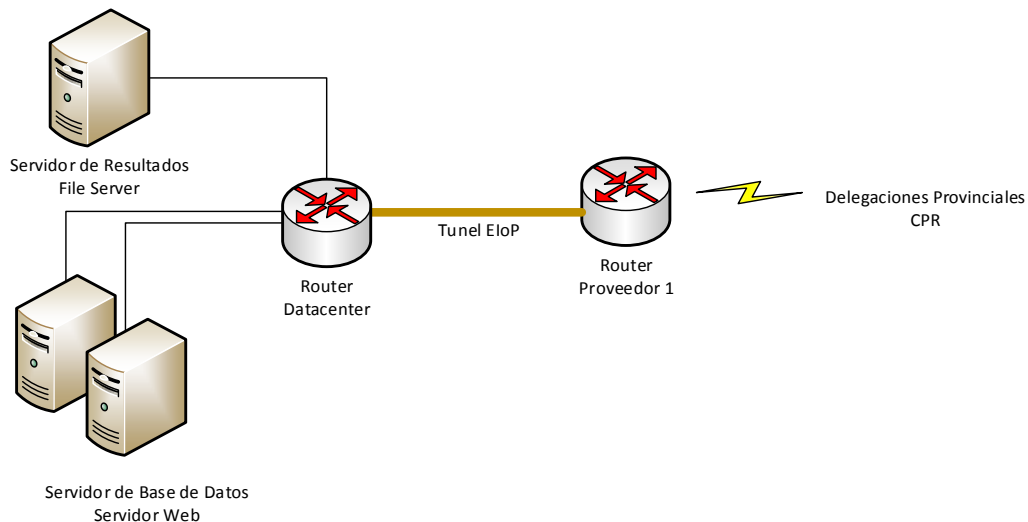 Servidor de Resultados
File Server
Tunel EIoP
Delegaciones Provinciales
CPR
Router
Proveedor 1
Router
Datacenter
Servidor de Base de Datos
Servidor Web